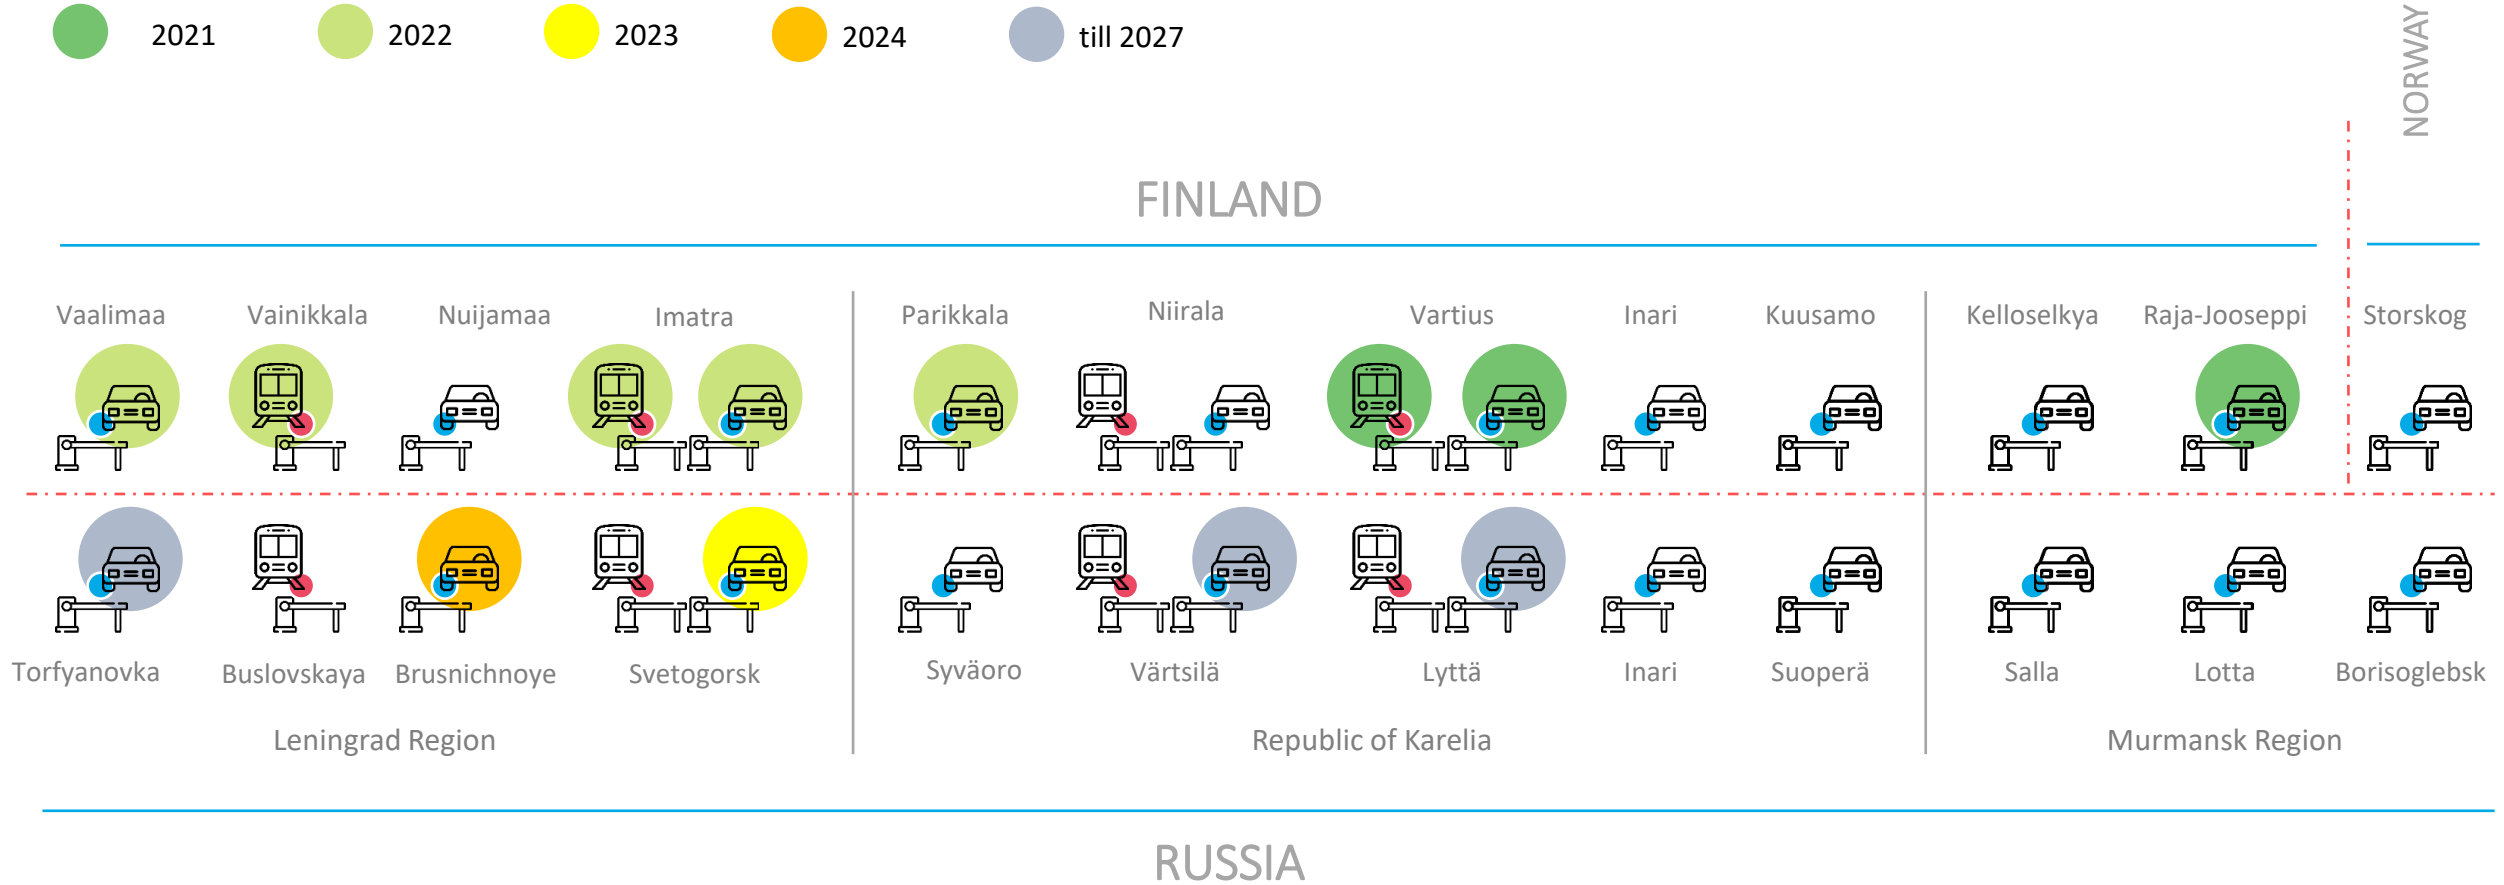 2021 2022 2023 2024 till 2027
NORWAY
FINLAND
Vaalimaa Vainikkala Nuijamaa Imatra Parikkala Niirala Vartius Inari Kuusamo Kelloselkya Raja-Jooseppi Storskog
Torfyanovka Buslovskaya Brusnichnoye Svetogorsk Syväoro Värtsilä Lyttä Inari Suoperä Salla Lotta Borisoglebsk
Leningrad Region Republic of Karelia Murmansk Region
RUSSIA